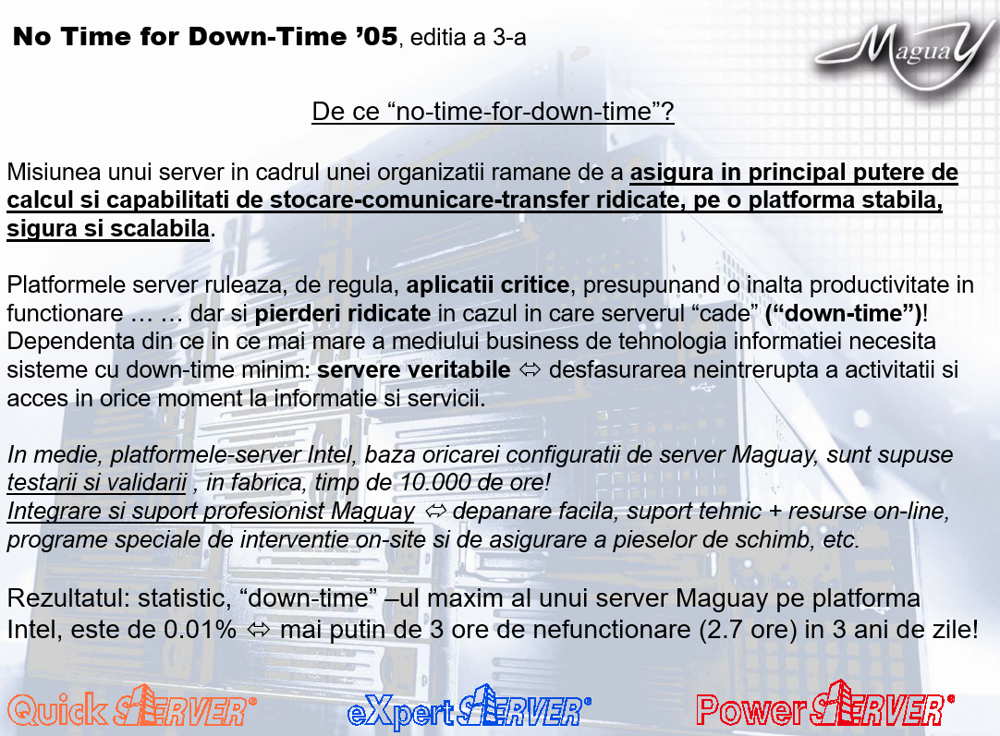 No Time for Down-Time ’05, editia a 3-a
Maguay
De ce “no-time-for-down-time”?
Misiunea unui server in cadrul unei organizatii ramane de a asigura in principal putere de
calcul si capabilitati de stocare-comunicare-transfer ridicate, pe o platforma stabila,
sigura si scalabila.
Platformele server ruleaza, de regula, aplicatii critice, presupunand o inalta productivitate in
functionare … … dar si pierderi ridicate in cazul in care serverul “cade” (“down-time”)!
Dependenta din ce in ce mai mare a mediului business de tehnologia informatiei necesita
sisteme cu down-time minim: servere veritabile ⬄ desfasurarea neintrerupta a activitatii si
acces in orice moment la informatie si servicii.
In medie, platformele-server Intel, baza oricarei configuratii de server Maguay, sunt supuse
testarii si validarii , in fabrica, timp de 10.000 de ore!
Integrare si suport profesionist Maguay ⬄ depanare facila, suport tehnic + resurse on-line,
programe speciale de interventie on-site si de asigurare a pieselor de schimb, etc.
Rezultatul: statistic, “down-time” –ul maxim al unui server Maguay pe platforma
Intel, este de 0.01% ⬄ mai putin de 3 ore de nefunctionare (2.7 ore) in 3 ani de zile!
Quick SERVER® eXpert SERVER® Power SERVER®